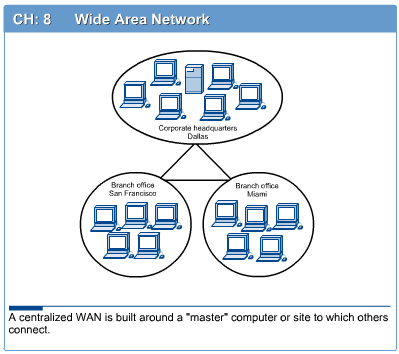 CH: 8 Wide Area Network
Corporate headquarters
Dallas
Branch office
San Francisco
Branch office
Miami
A centralized WAN is built around a "master" computer or site to which others
connect.